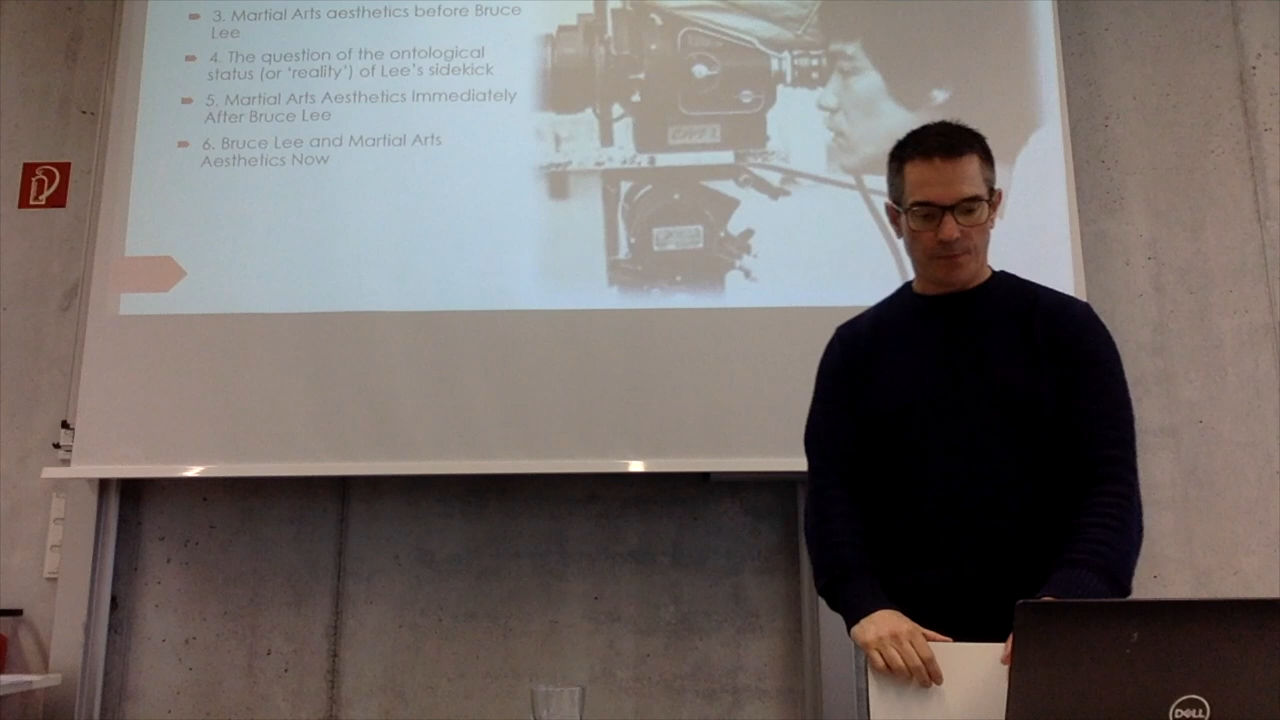 3. Martial Arts aesthetics before Bruce
Lee
4. The question of the ontological
status (or ‘reality’) of Lee’s sidekick
5. Martial Arts Aesthetics Immediately
After Bruce Lee
6. Bruce Lee and Martial Arts
Aesthetics Now
DELL